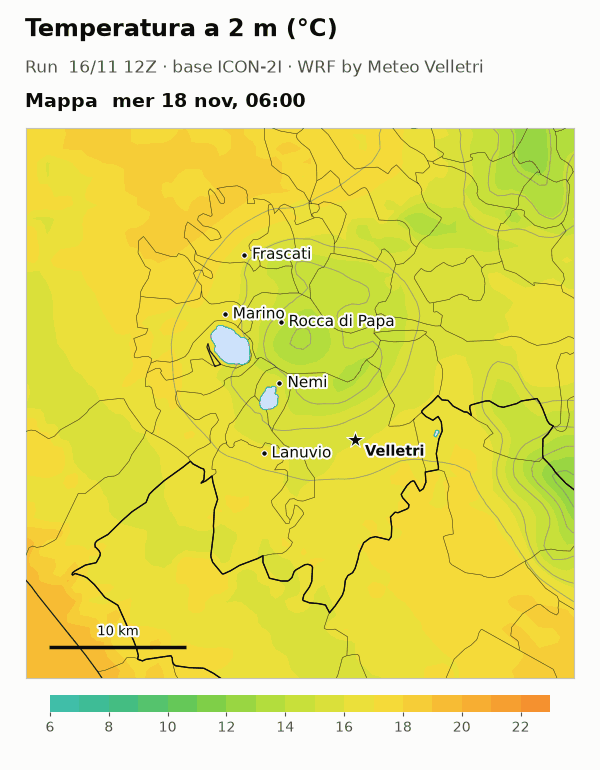 Temperatura a 2 m (°C)
Run  16/11 12Z · base ICON-2I · WRF by Meteo Velletri
Mappa  mer 18 nov, 06:00
Frascati
Marino
Rocca di Papa
Nemi
Velletri
Lanuvio
10 km
6 8 10 12 14 16 18 20 22